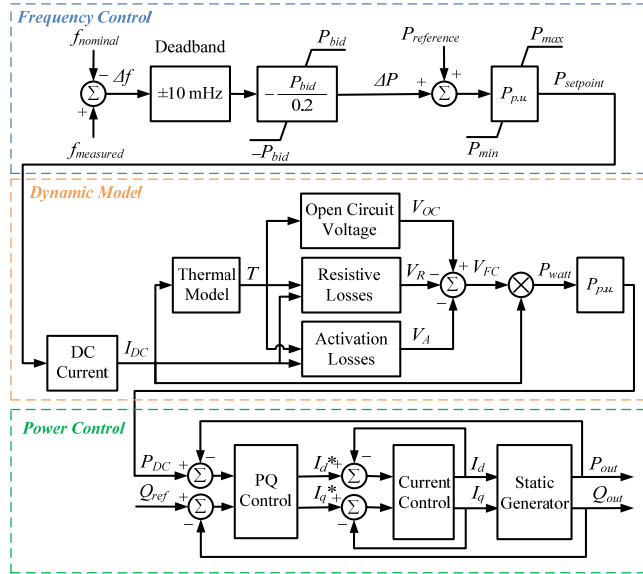 Frequency Control
f_nominal
− Δf
Σ
+
f_measured
Deadband
±10 mHz
P_bid
− P_bid / 0.2
−P_bid
ΔP
P_reference
+ +
Σ
P_max
P_p.u.
P_min
P_setpoint
Dynamic Model
Open Circuit Voltage
V_OC
Thermal Model
T
Resistive Losses
V_R −
+
Σ
−
V_FC
P_watt
P_p.u.
DC Current
I_DC
Activation Losses
V_A
Power Control
P_DC
+ −
Σ
Q_ref
+
Σ
−
PQ Control
I_d*
+ −
Σ
I_q*
+
Σ
−
Current Control
I_d
I_q
Static Generator
P_out
Q_out